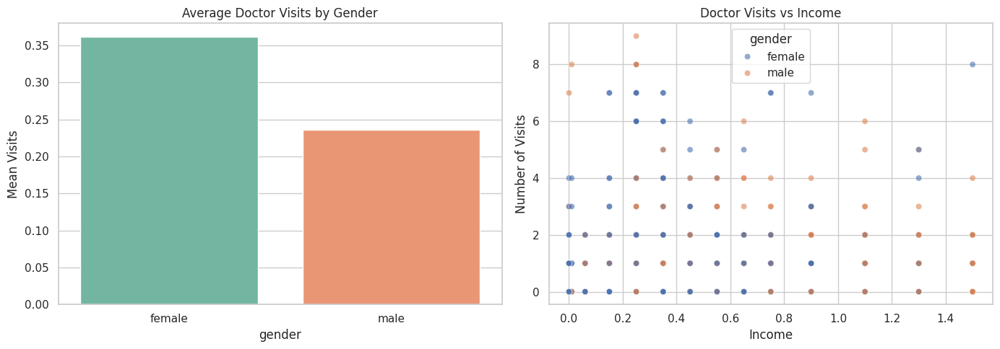 Average Doctor Visits by Gender
Mean Visits
0.35
0.30
0.25
0.20
0.15
0.10
0.05
0.00
female
male
gender
Doctor Visits vs Income
Number of Visits
8
6
4
2
0
gender
female
male
0.0
0.2
0.4
0.6
0.8
1.0
1.2
1.4
Income